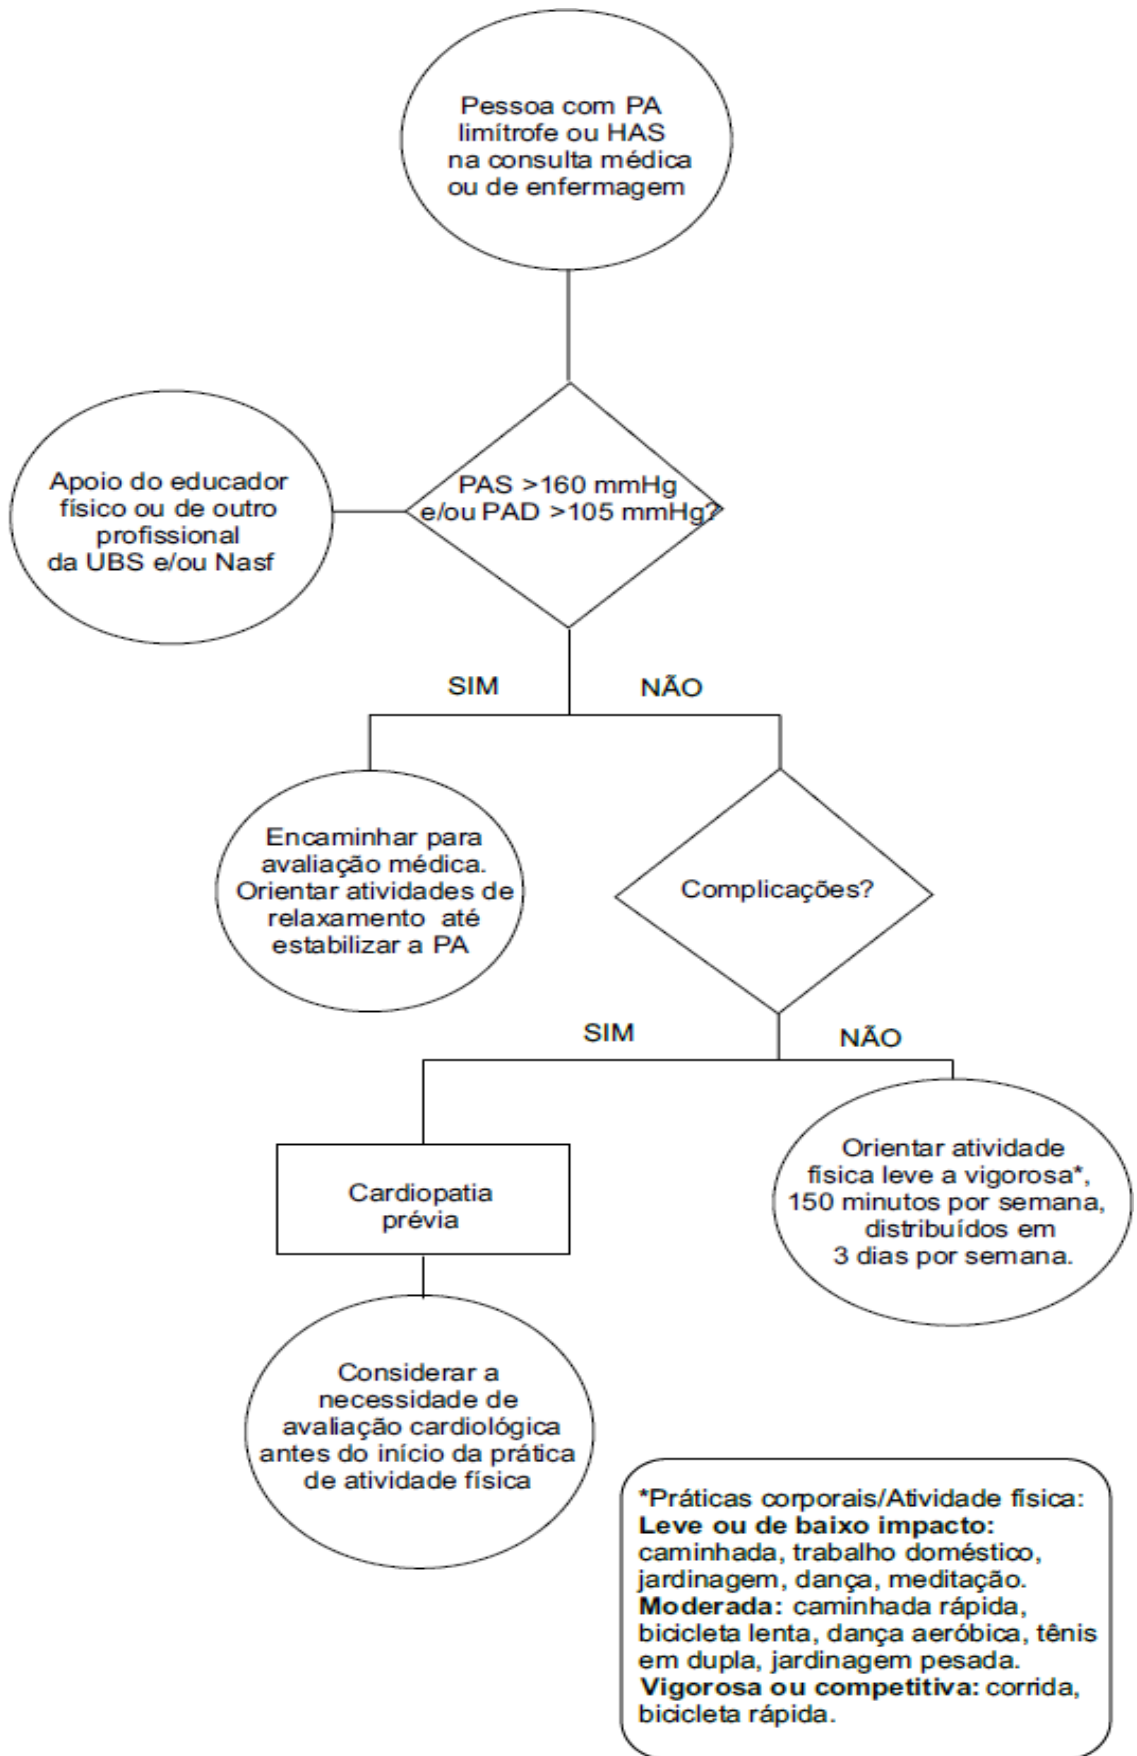 Pessoa com PA
limítrofe ou HAS
na consulta médica
ou de enfermagem
PAS >160 mmHg
e/ou PAD >105 mmHg?
Apoio do educador
físico ou de outro
profissional
da UBS e/ou Nasf
SIM
NÃO
Encaminhar para
avaliação médica.
Orientar atividades de
relaxamento até
estabilizar a PA
Complicações?
SIM
NÃO
Cardiopatia
prévia
Orientar atividade
física leve a vigorosa*,
150 minutos por semana,
distribuídos em
3 dias por semana.
Considerar a
necessidade de
avaliação cardiológica
antes do início da prática
de atividade física
*Práticas corporais/Atividade física:
Leve ou de baixo impacto:
caminhada, trabalho doméstico,
jardinagem, dança, meditação.
Moderada: caminhada rápida,
bicicleta lenta, dança aeróbica, tênis
em dupla, jardinagem pesada.
Vigorosa ou competitiva: corrida,
bicicleta rápida.